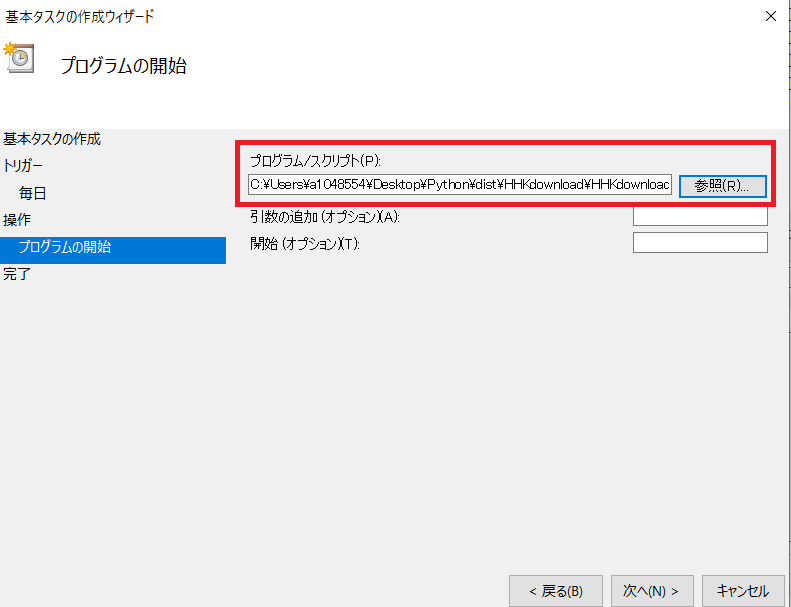 基本タスクの作成ウィザード
プログラムの開始
基本タスクの作成
トリガー
毎日
操作
プログラムの開始
完了
プログラム/スクリプト(P):
C:¥Users¥a1048554¥Desktop¥Python¥dist¥HHKdownload¥HHKdownloac
参照(R)...
引数の追加 (オプション)(A):
開始 (オプション)(T):
< 戻る(B)
次へ(N) >
キャンセル